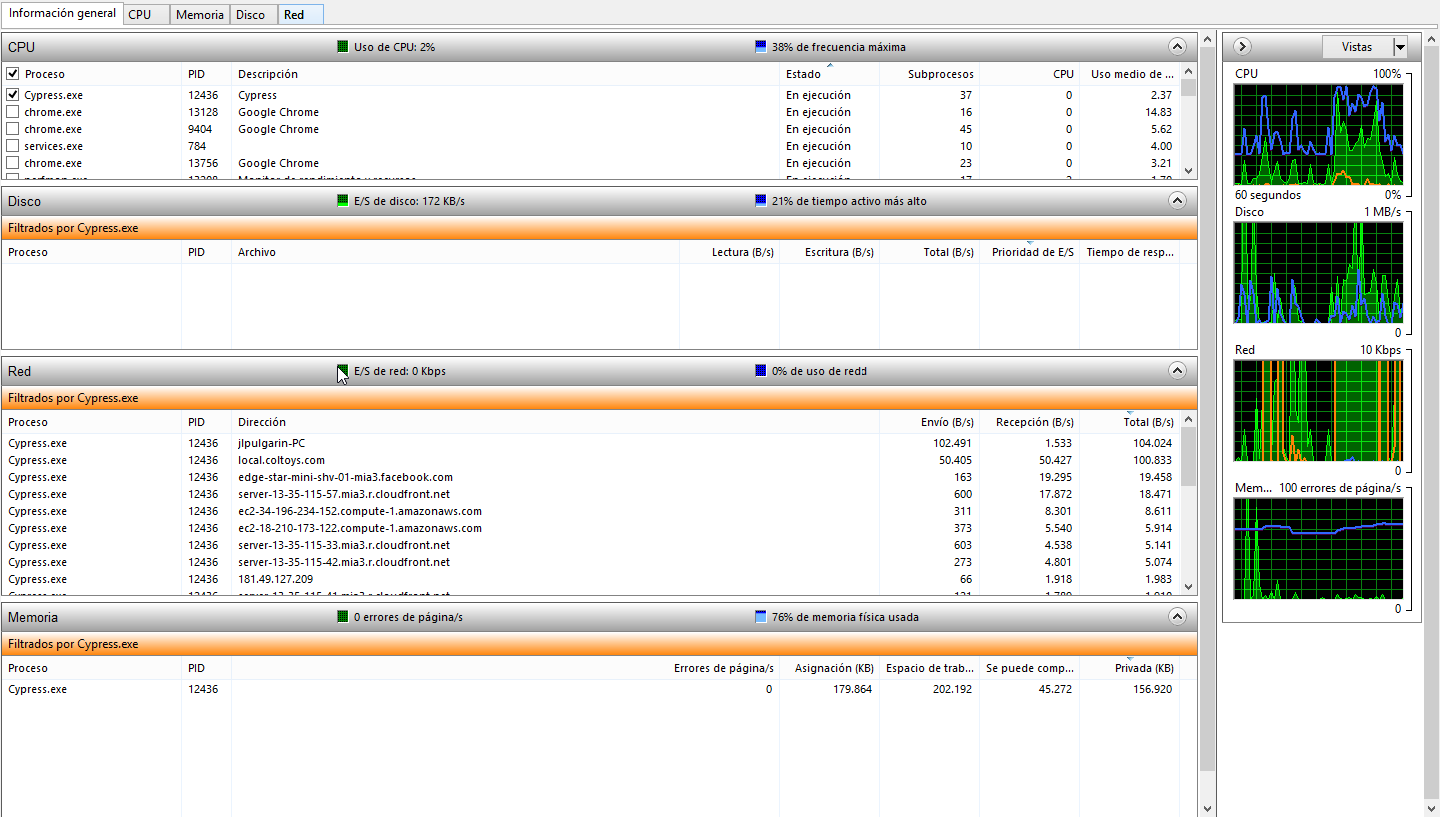 Información general CPU Memoria Disco Red
CPU Uso de CPU: 2% 38% de frecuencia máxima
Proceso PID Descripción Estado Subprocesos CPU Uso medio de ...
Cypress.exe 12436 Cypress En ejecución 37 0 2.37
chrome.exe 13128 Google Chrome En ejecución 16 0 14.83
chrome.exe 9404 Google Chrome En ejecución 45 0 5.62
services.exe 784 En ejecución 10 0 4.00
chrome.exe 13756 Google Chrome En ejecución 23 0 3.21
Disco E/S de disco: 172 KB/s 21% de tiempo activo más alto
Filtrados por Cypress.exe
Proceso PID Archivo Lectura (B/s) Escritura (B/s) Total (B/s) Prioridad de E/S Tiempo de resp...
Red E/S de red: 0 Kbps 0% de uso de redd
Filtrados por Cypress.exe
Proceso PID Dirección Envío (B/s) Recepción (B/s) Total (B/s)
Cypress.exe 12436 jlpulgarin-PC 102.491 1.533 104.024
Cypress.exe 12436 local.coltoys.com 50.405 50.427 100.833
Cypress.exe 12436 edge-star-mini-shv-01-mia3.facebook.com 163 19.295 19.458
Cypress.exe 12436 server-13-35-115-57.mia3.r.cloudfront.net 600 17.872 18.471
Cypress.exe 12436 ec2-34-196-234-152.compute-1.amazonaws.com 311 8.301 8.611
Cypress.exe 12436 ec2-18-210-173-122.compute-1.amazonaws.com 373 5.540 5.914
Cypress.exe 12436 server-13-35-115-33.mia3.r.cloudfront.net 603 4.538 5.141
Cypress.exe 12436 server-13-35-115-42.mia3.r.cloudfront.net 273 4.801 5.074
Cypress.exe 12436 181.49.127.209 66 1.918 1.983
Memoria 0 errores de página/s 76% de memoria física usada
Filtrados por Cypress.exe
Proceso PID Errores de página/s Asignación (KB) Espacio de trab... Se puede comp... Privada (KB)
Cypress.exe 12436 0 179.864 202.192 45.272 156.920
Vistas
CPU 100%
60 segundos 0%
Disco 1 MB/s
0
Red 10 Kbps
0
Mem... 100 errores de página/s
0